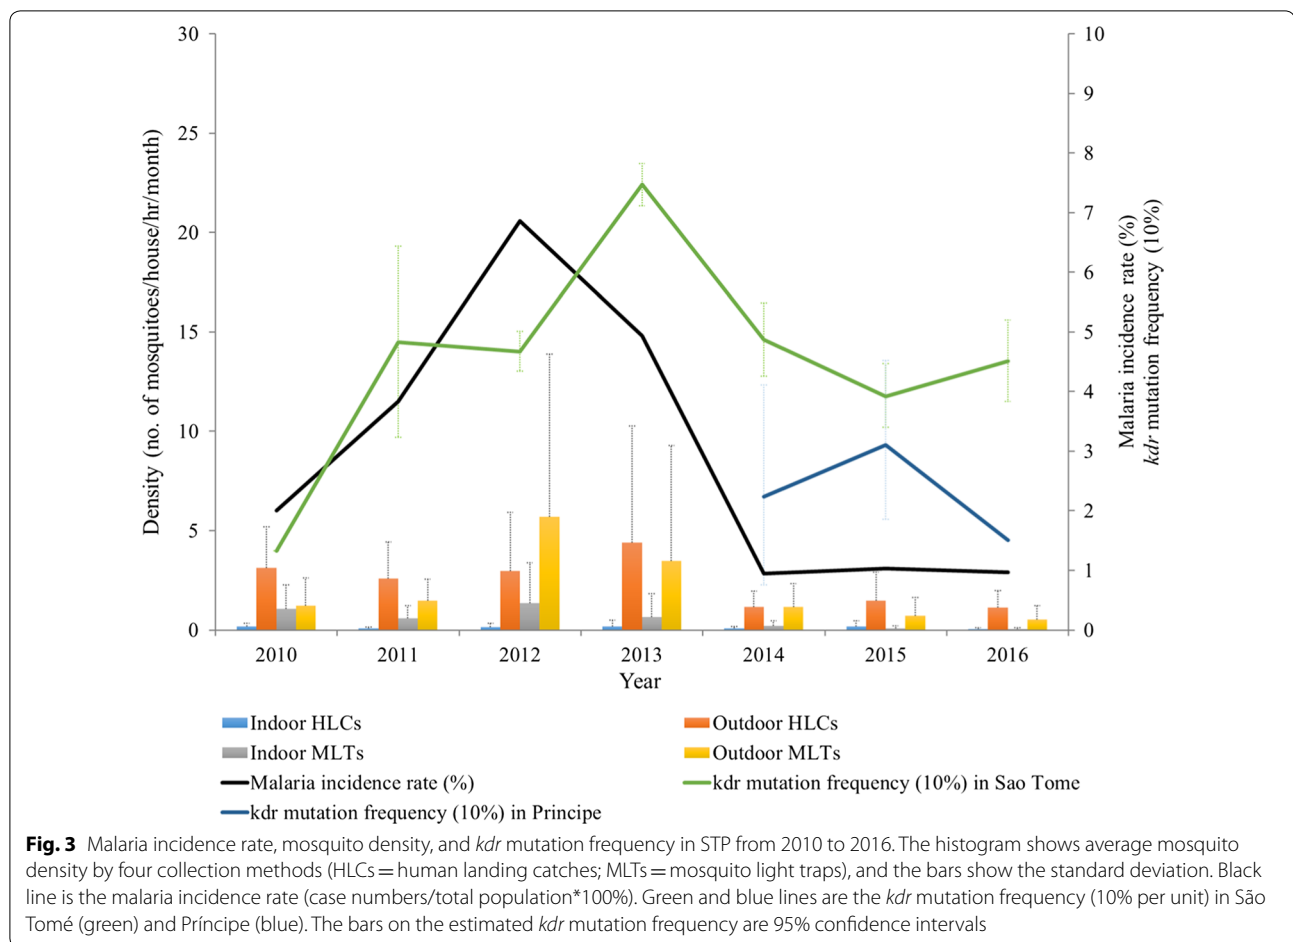 30
25
20
15
10
5
0
Density (no. of mosquitoes/house/hr/month)
10
9
8
7
6
5
4
3
2
1
0
Malaria incidence rate (%)
kdr mutation frequency (10%)
2010 2011 2012 2013 2014 2015 2016
Year
Indoor HLCs Outdoor HLCs
Indoor MLTs Outdoor MLTs
Malaria incidence rate (%) kdr mutation frequency (10%) in Sao Tome
kdr mutation frequency (10%) in Principe
Fig. 3 Malaria incidence rate, mosquito density, and kdr mutation frequency in STP from 2010 to 2016. The histogram shows average mosquito
density by four collection methods (HLCs = human landing catches; MLTs = mosquito light traps), and the bars show the standard deviation. Black
line is the malaria incidence rate (case numbers/total population*100%). Green and blue lines are the kdr mutation frequency (10% per unit) in São
Tomé (green) and Príncipe (blue). The bars on the estimated kdr mutation frequency are 95% confidence intervals